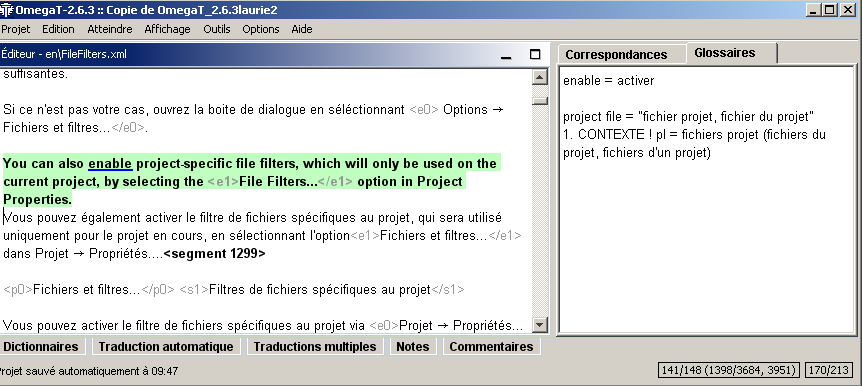 OmegaT-2.6.3 :: Copie de OmegaT_2.6.3laurie2
Projet Edition Atteindre Affichage Outils Options Aide
Éditeur - en\FileFilters.xml
suffisantes.
Si ce n'est pas votre cas, ouvrez la boite de dialogue en séléctionnant <e0> Options →
Fichiers et filtres...</e0>.
You can also enable project-specific file filters, which will only be used on the
current project, by selecting the <e1>File Filters...</e1> option in Project
Properties.
Vous pouvez également activer le filtre de fichiers spécifiques au projet, qui sera utilisé
uniquement pour le projet en cours, en sélectionnant l'option<e1>Fichiers et filtres...</e1>
dans Projet → Propriétés....<segment 1299>
<p0>Fichiers et filtres...</p0> <s1>Filtres de fichiers spécifiques au projet</s1>
Vous pouvez activer le filtre de fichiers spécifiques au projet via <e0>Projet → Propriétés...
Correspondances Glossaires
enable = activer
project file = "fichier projet, fichier du projet"
1. CONTEXTE ! pl = fichiers projet (fichiers du
projet, fichiers d'un projet)
Dictionnaires Traduction automatique Traductions multiples Notes Commentaires
Projet sauvé automatiquement à 09:47
141/148 (1398/3684, 3951) 170/213